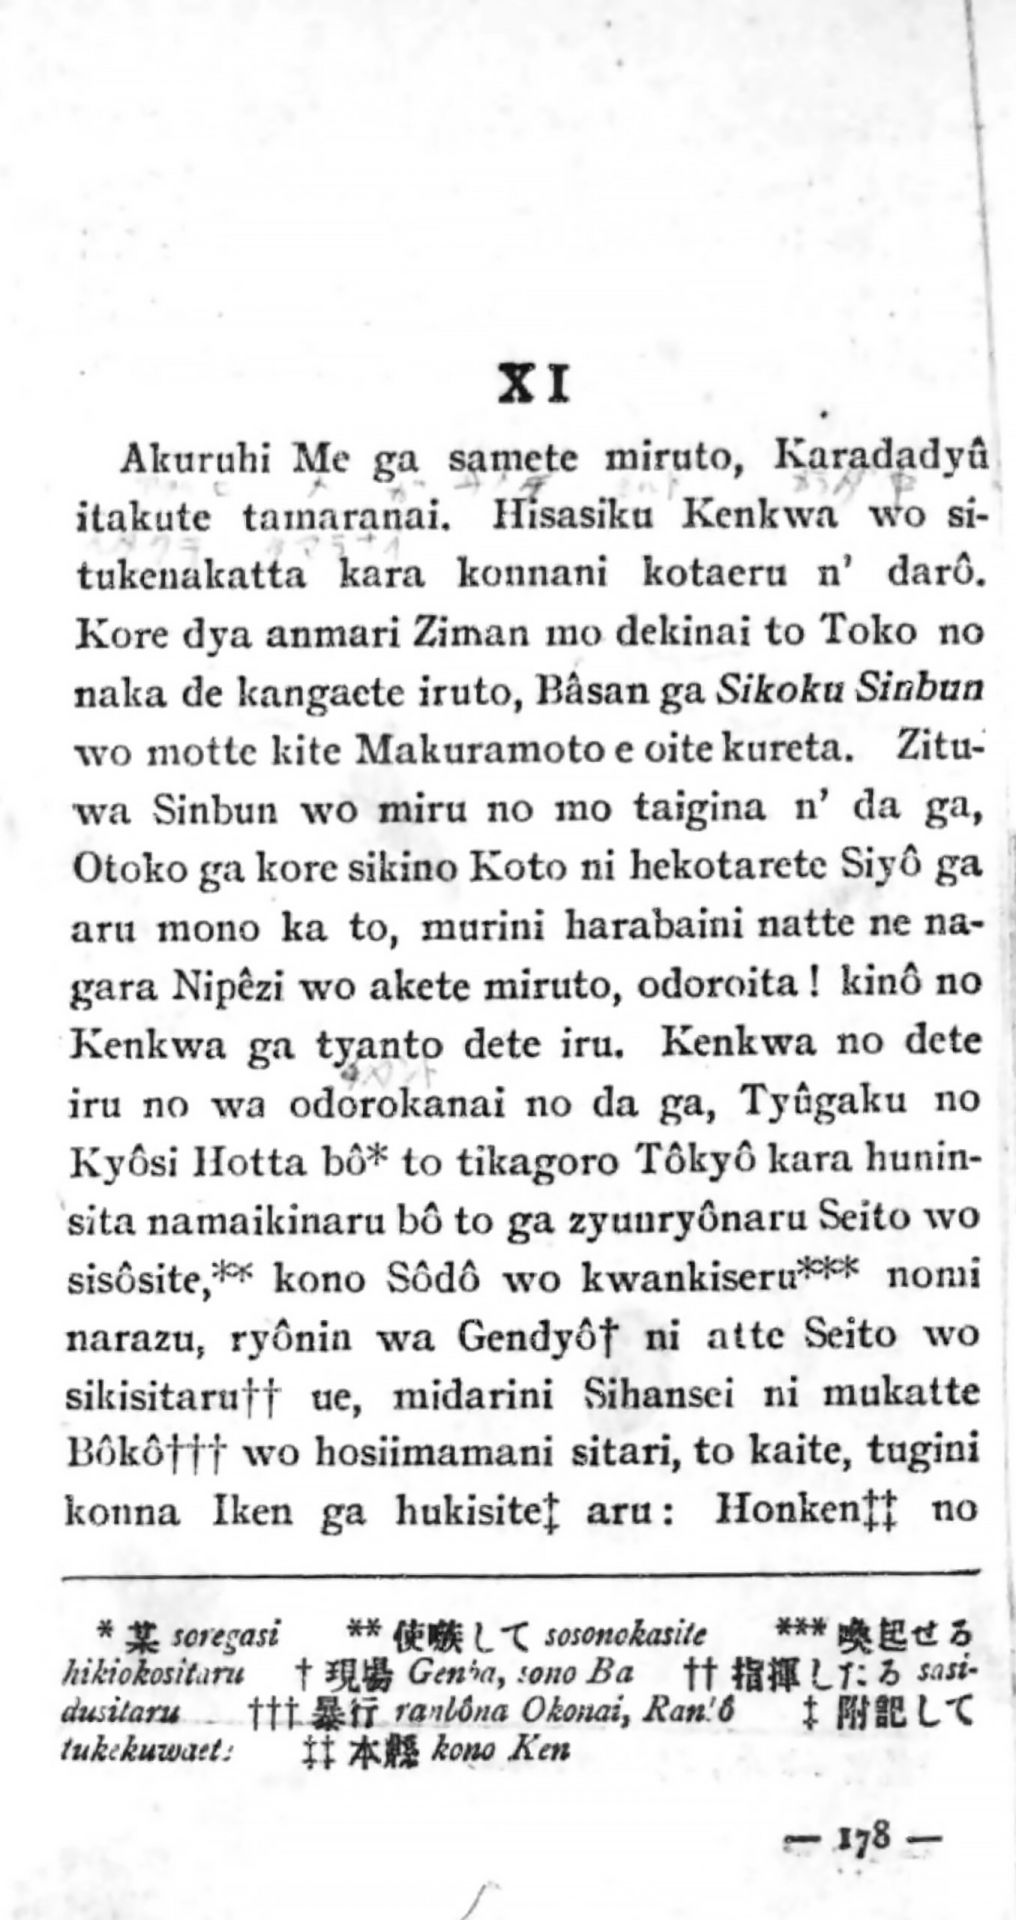 XI
Akuruhi Me ga samete miruto, Karadadyû
itakute tamaranai. Hisasiku Kenkwa wo si-
tukenakatta kara konnani kotaeru n’ darô.
Kore dya anmari Ziman mo dekinai to Toko no
naka de kangaete iruto, Bâsan ga Sikoku Sinbun
wo motte kite Makuramoto e oite kureta. Zitu-
wa Sinbun wo miru no mo taigina n’ da ga,
Otoko ga kore sikino Koto ni hekotarete Siyô ga
aru mono ka to, murini harabaini natte ne na-
gara Nipêzi wo akete miruto, odoroita! kinô no
Kenkwa ga tyanto dete iru. Kenkwa no dete
iru no wa odorokanai no da ga, Tyûgaku no
Kyôsi Hotta bô* to tikagoro Tôkyô kara hunin-
sita namaikinaru bô to ga zyunryônaru Seito wo
sisôsite,** kono Sôdô wo kwankiseru*** nomi
narazu, ryônin wa Gendyô† ni atte Seito wo
sikisitaru†† ue, midarini Sihansei ni mukatte
Bôkô††† wo hosiimamani sitari, to kaite, tugini
konna Iken ga hukisite‡ aru: Honken‡‡ no
* 某 soregasi ** 使嗾して sosonokasite *** 喚起せる
hikiokositaru † 現場 Genba, sono Ba †† 指揮したる sasi-
dusitaru ††† 暴行 ranbôna Okonai, Ranbô ‡ 附記して
tukekuwaete ‡‡ 本縣 kono Ken
— 178 —